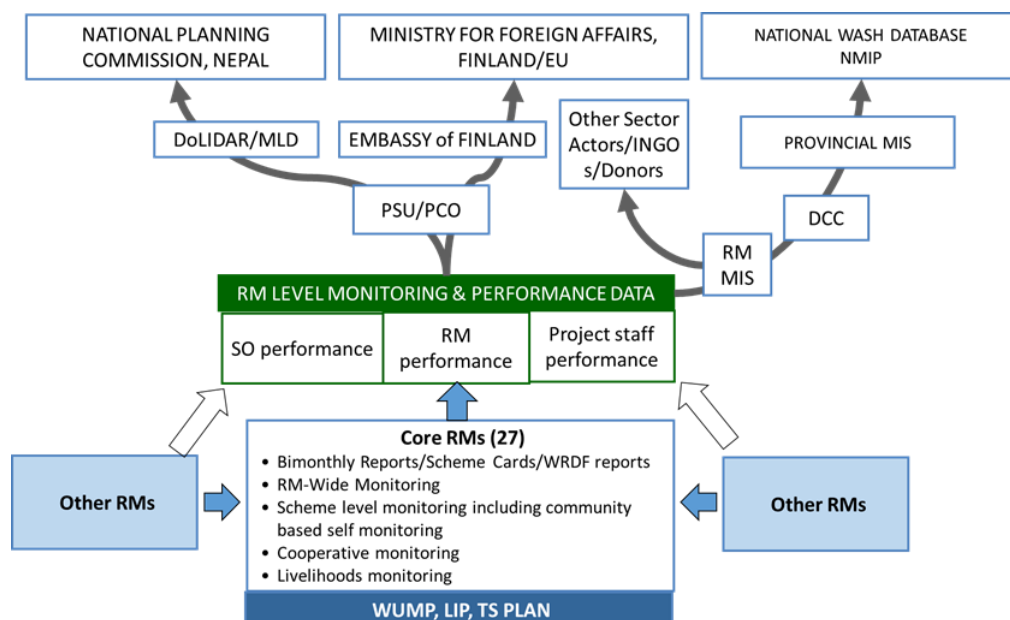 NATIONAL PLANNING
COMMISSION, NEPAL
MINISTRY FOR FOREIGN AFFAIRS,
FINLAND/EU
NATIONAL WASH DATABASE
NMIP
DoLIDAR/MLD
EMBASSY of FINLAND
Other Sector
Actors/INGO
s/Donors
PROVINCIAL MIS
PSU/PCO
DCC
RM
MIS
RM LEVEL MONITORING & PERFORMANCE DATA
SO performance
RM
performance
Project staff
performance
Core RMs (27)
• Bimonthly Reports/Scheme Cards/WRDF reports
• RM-Wide Monitoring
• Scheme level monitoring including community
based self monitoring
• Cooperative monitoring
• Livelihoods monitoring
Other RMs
Other RMs
WUMP, LIP, TS PLAN